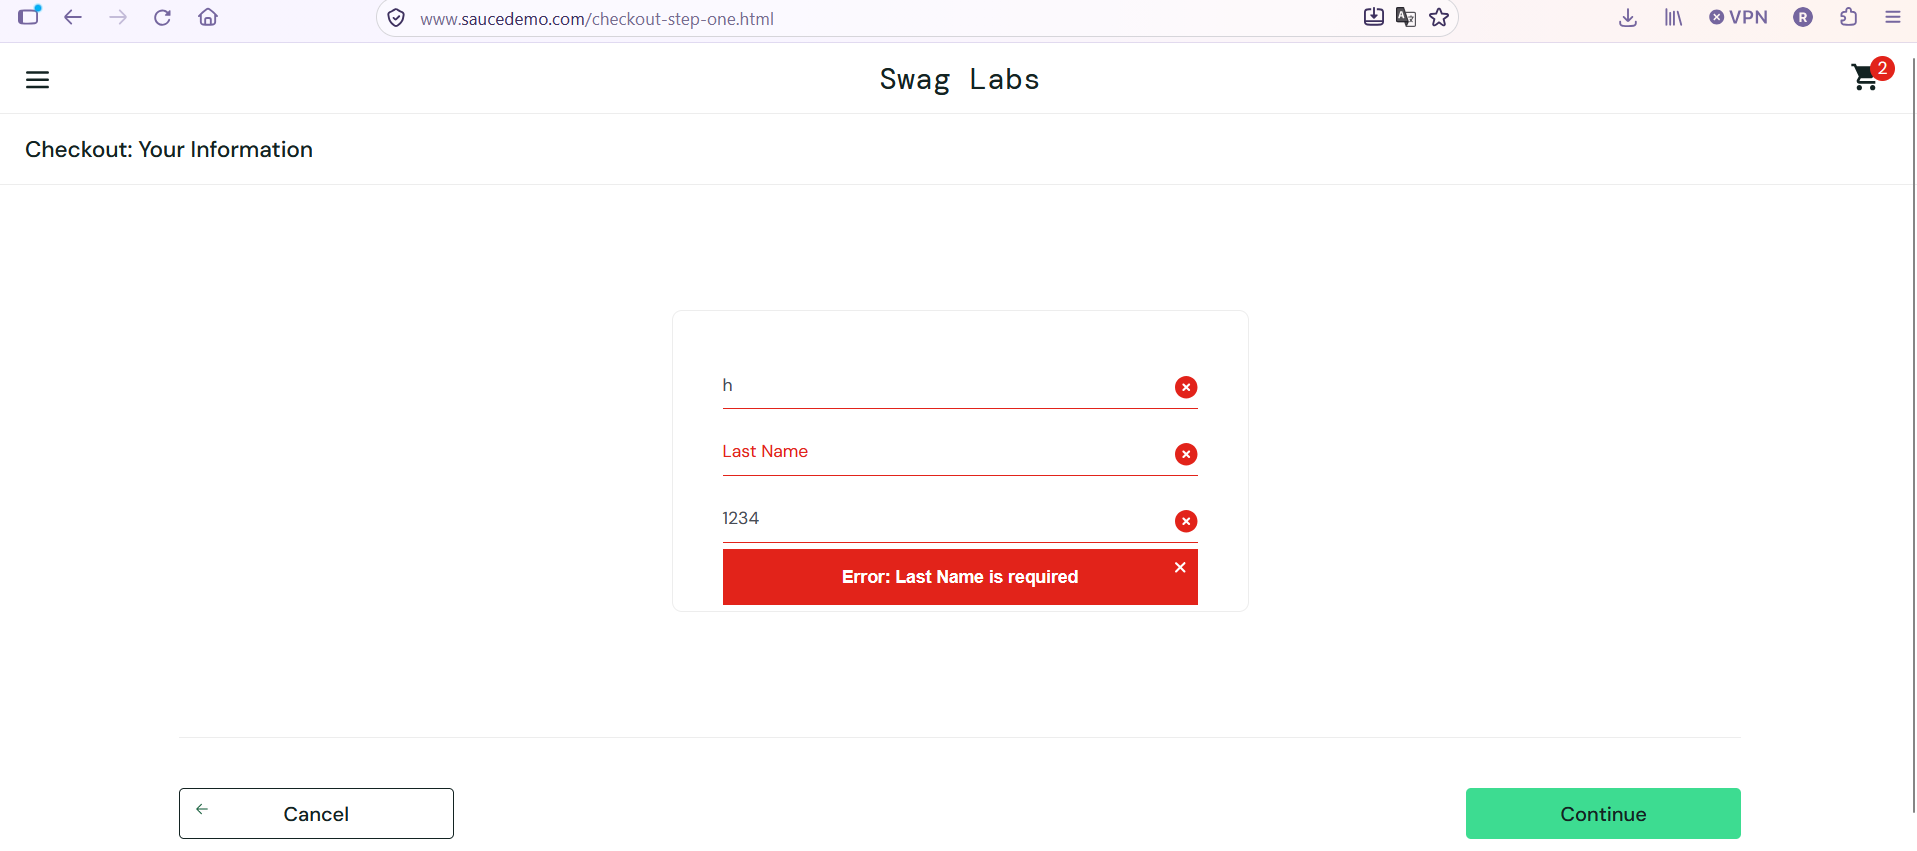 www.saucedemo.com/checkout-step-one.html
VPN
R
Swag Labs
2
Checkout: Your Information
h
Last Name
1234
Error: Last Name is required
Cancel
Continue